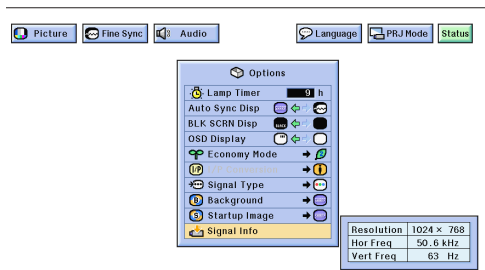 Picture Fine Sync Audio Language PRJ Mode Status
Options
Lamp Timer 9 h
Auto Sync Disp
BLK SCRN Disp
OSD Display
Economy Mode
I/P
Signal Type
B Background
S Startup Image
Signal Info
Resolution 1024 × 768
Hor Freq 50.6 kHz
Vert Freq 63 Hz